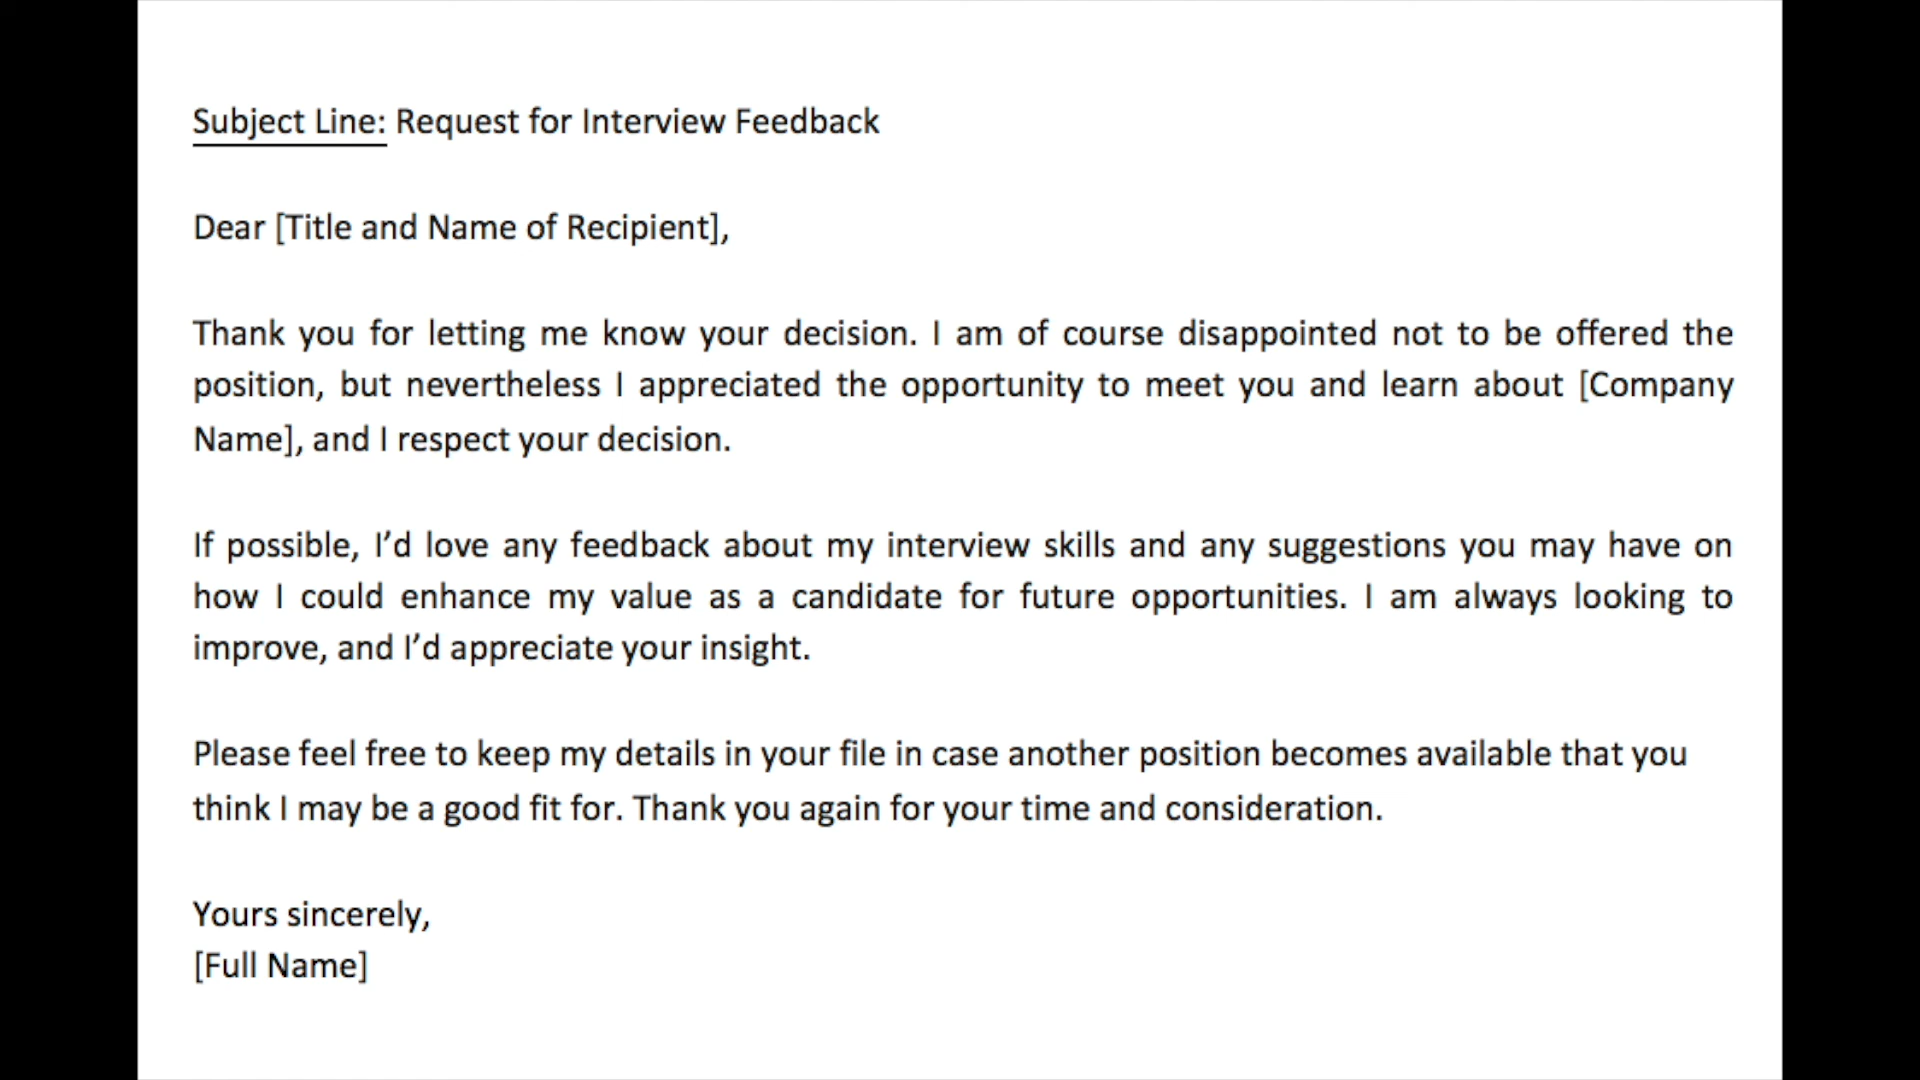 Subject Line: Request for Interview Feedback
Dear [Title and Name of Recipient],
Thank you for letting me know your decision. I am of course disappointed not to be offered the
position, but nevertheless I appreciated the opportunity to meet you and learn about [Company
Name], and I respect your decision.
If possible, I’d love any feedback about my interview skills and any suggestions you may have on
how I could enhance my value as a candidate for future opportunities. I am always looking to
improve, and I’d appreciate your insight.
Please feel free to keep my details in your file in case another position becomes available that you
think I may be a good fit for. Thank you again for your time and consideration.
Yours sincerely,
[Full Name]